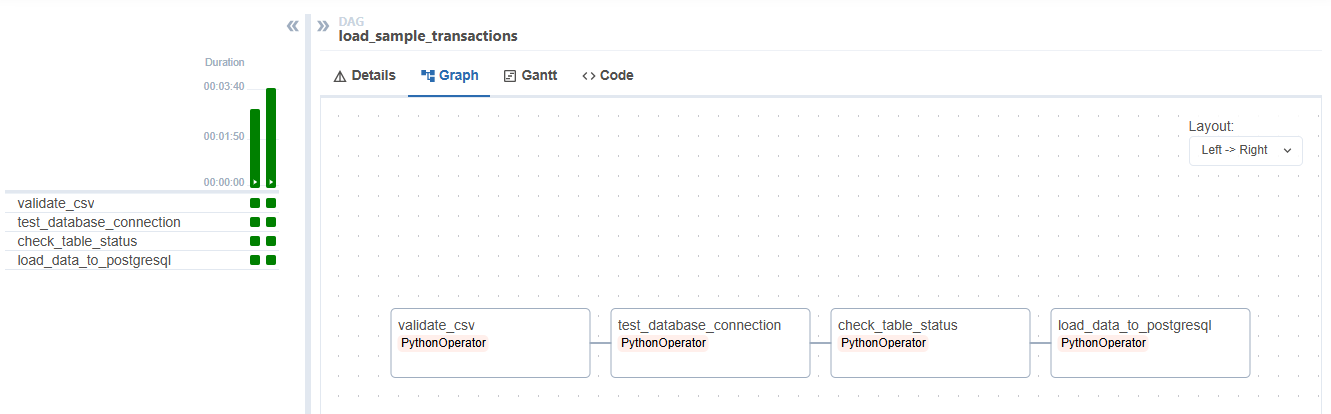 DAG
load_sample_transactions
Duration
00:03:40
00:01:50
00:00:00
validate_csv
test_database_connection
check_table_status
load_data_to_postgresql
Details
Graph
Gantt
Code
Layout:
Left -> Right
validate_csv
PythonOperator
test_database_connection
PythonOperator
check_table_status
PythonOperator
load_data_to_postgresql
PythonOperator